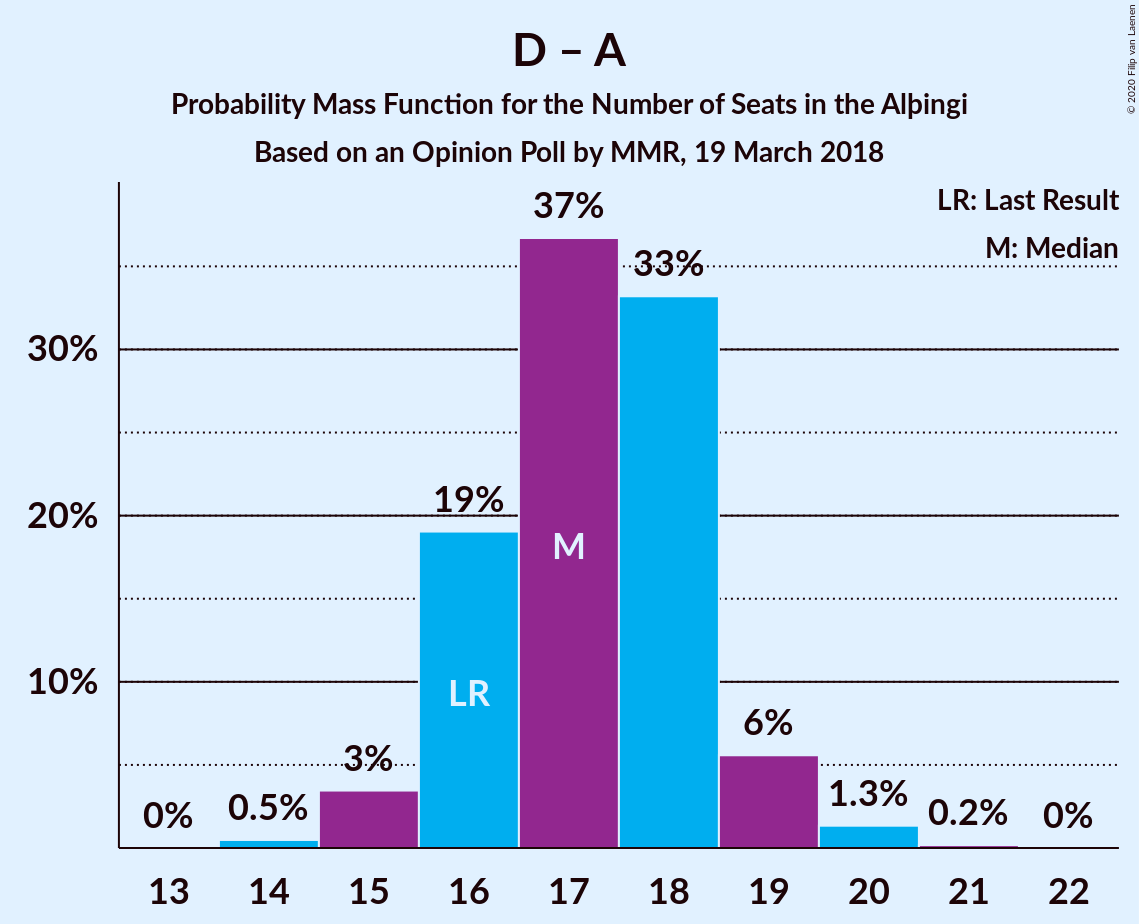 D – A
Probability Mass Function for the Number of Seats in the Alþingi
Based on an Opinion Poll by MMR, 19 March 2018
© 2020 Filip van Laenen
LR: Last Result
M: Median
37%
33%
30%
19%
20%
M
10%
LR
6%
3%
1.3%
0.5%
0.2%
0%
0%
13 14 15 16 17 18 19 20 21 22